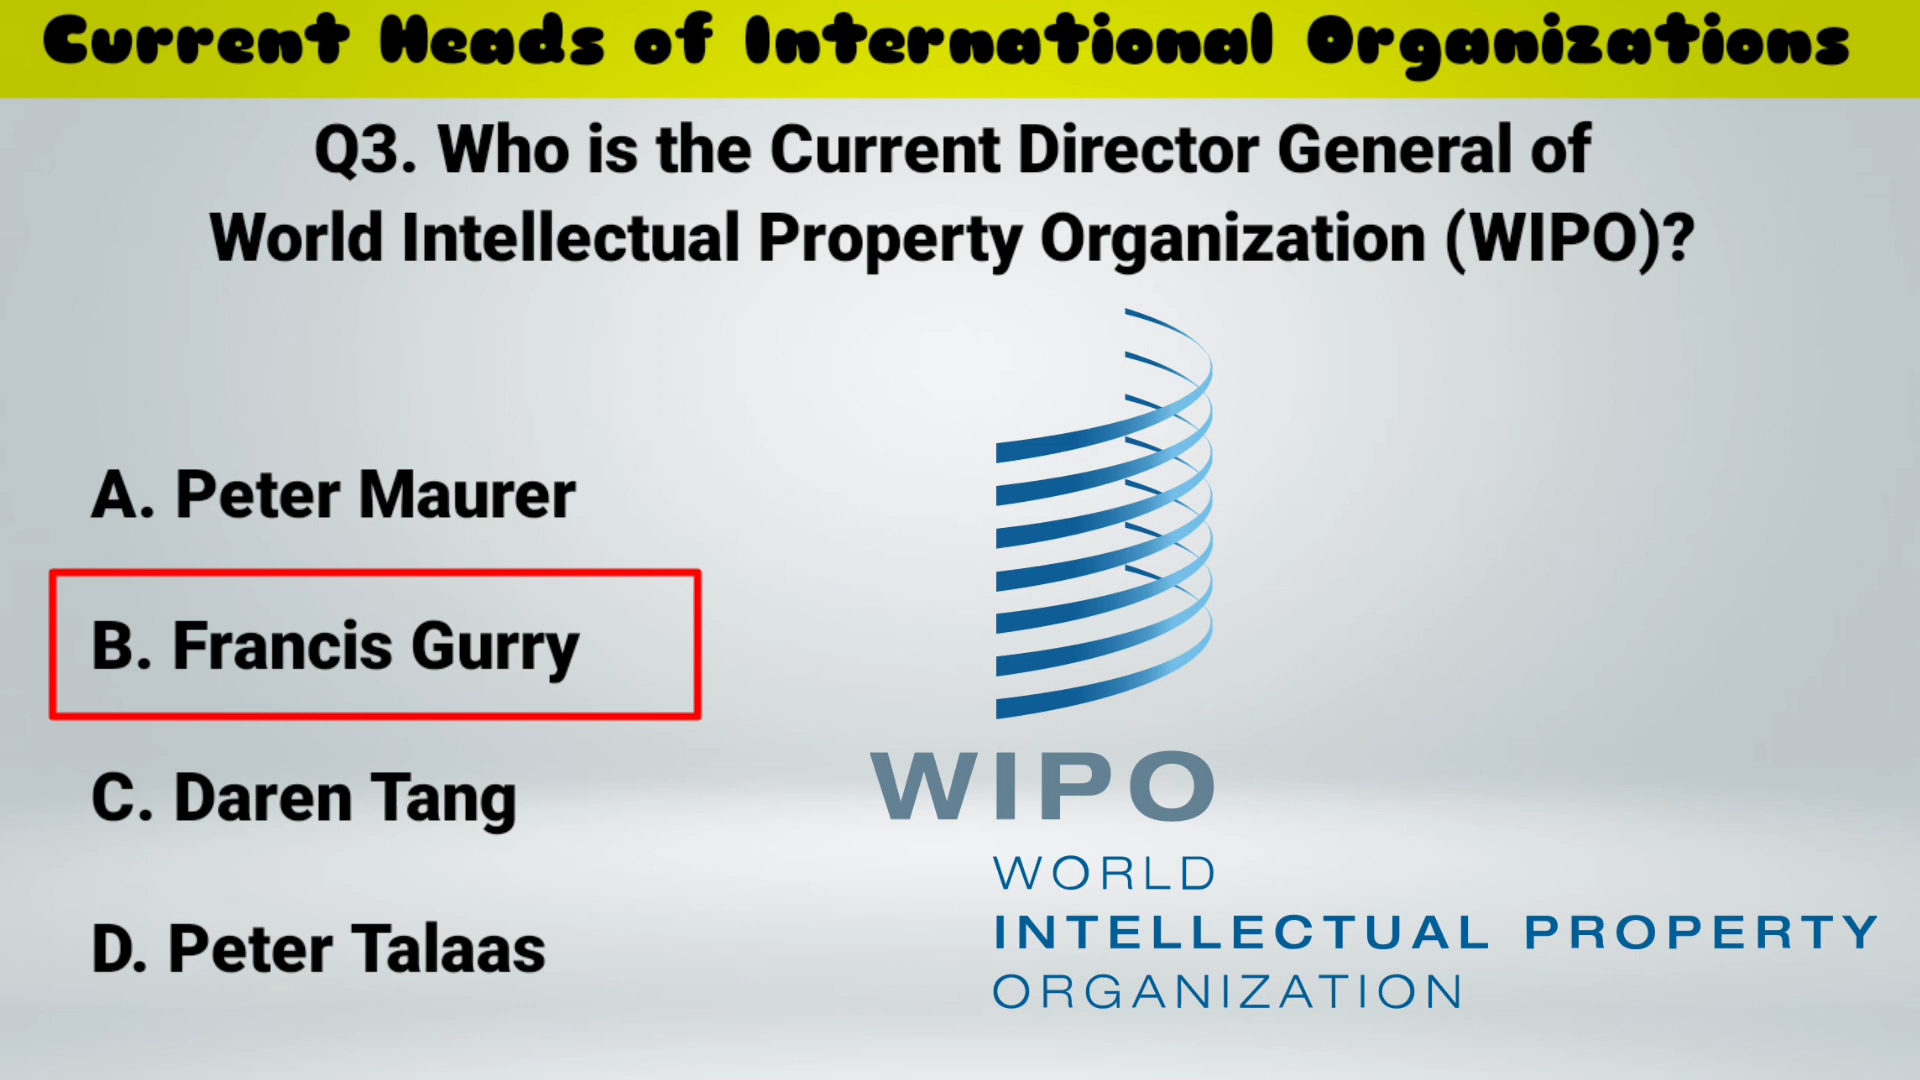 Current Heads of International Organizations
Q3. Who is the Current Director General of
World Intellectual Property Organization (WIPO)?
A. Peter Maurer
B. Francis Gurry
C. Daren Tang
D. Peter Talaas
WIPO
WORLD
INTELLECTUAL PROPERTY
ORGANIZATION